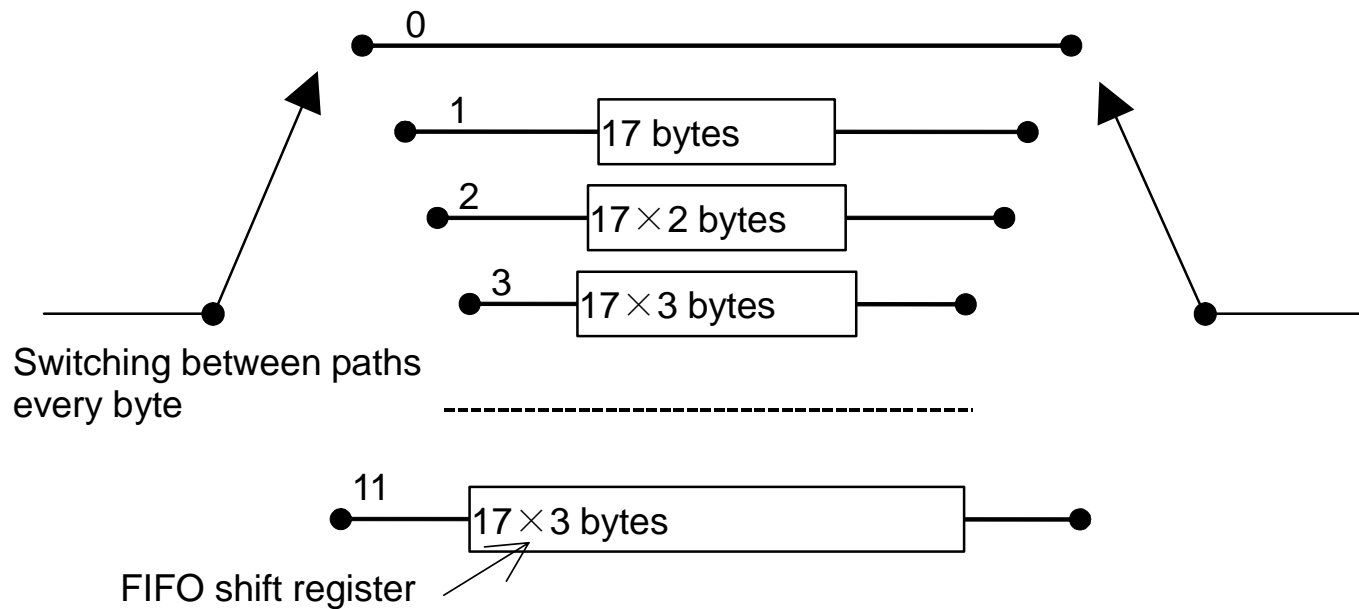 0
1
17 bytes
2
17×2 bytes
3
17×3 bytes
Switching between paths
every byte
11
17×3 bytes
FIFO shift register